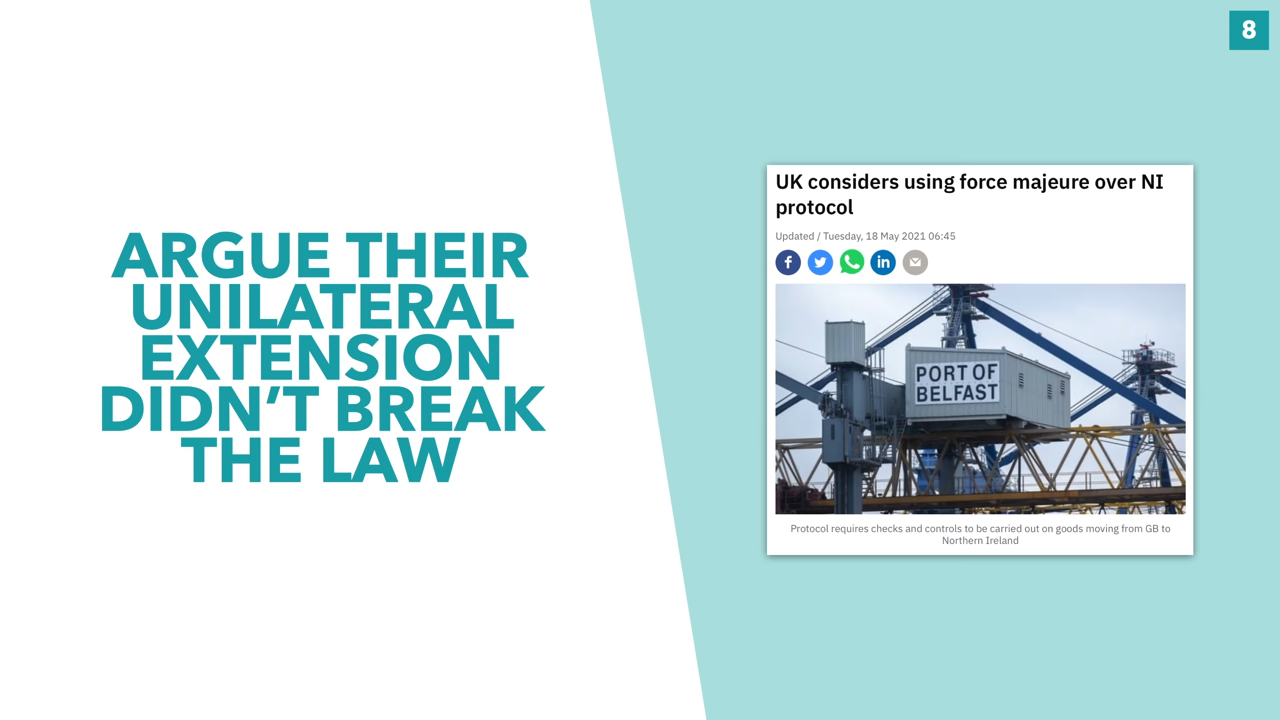 8
ARGUE THEIR
UNILATERAL
EXTENSION
DIDN’T BREAK
THE LAW
UK considers using force majeure over NI
protocol
Updated / Tuesday, 18 May 2021 06:45
f
in
PORT OF
BELFAST
Protocol requires checks and controls to be carried out on goods moving from GB to
Northern Ireland